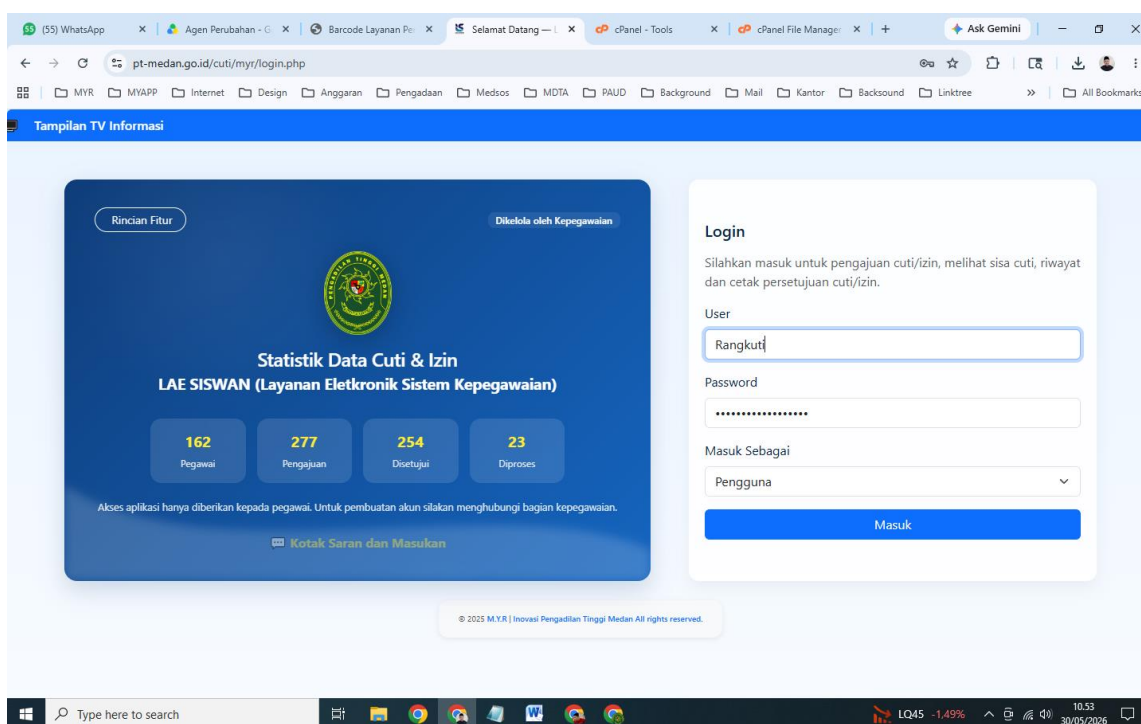 (55) WhatsApp
Agen Perubahan - G
Barcode Layanan Pe
Selamat Datang — L
cPanel - Tools
cPanel File Manager
Ask Gemini
pt-medan.go.id/cuti/myr/login.php
MYR MYAPP Internet Design Anggaran Pengadaan Medsos MDTA PAUD Background Mail Kantor Backsound Linktree » All Bookmarks
Tampilan TV Informasi
Rincian Fitur
Dikelola oleh Kepegawaian
PENGADILAN TINGGI MEDAN
Statistik Data Cuti & Izin
LAE SISWAN (Layanan Eletkronik Sistem Kepegawaian)
162 277 254 23
Pegawai Pengajuan Disetujui Diproses
Akses aplikasi hanya diberikan kepada pegawai. Untuk pembuatan akun silakan menghubungi bagian kepegawaian.
Kotak Saran dan Masukan
Login
Silahkan masuk untuk pengajuan cuti/izin, melihat sisa cuti, riwayat
dan cetak persetujuan cuti/izin.
User
Rangkuti
Password
••••••••••••••••••
Masuk Sebagai
Pengguna
Masuk
© 2025 M.Y.R | Inovasi Pengadilan Tinggi Medan All rights reserved.
Type here to search
LQ45 -1,49%
10.53
30/05/2026